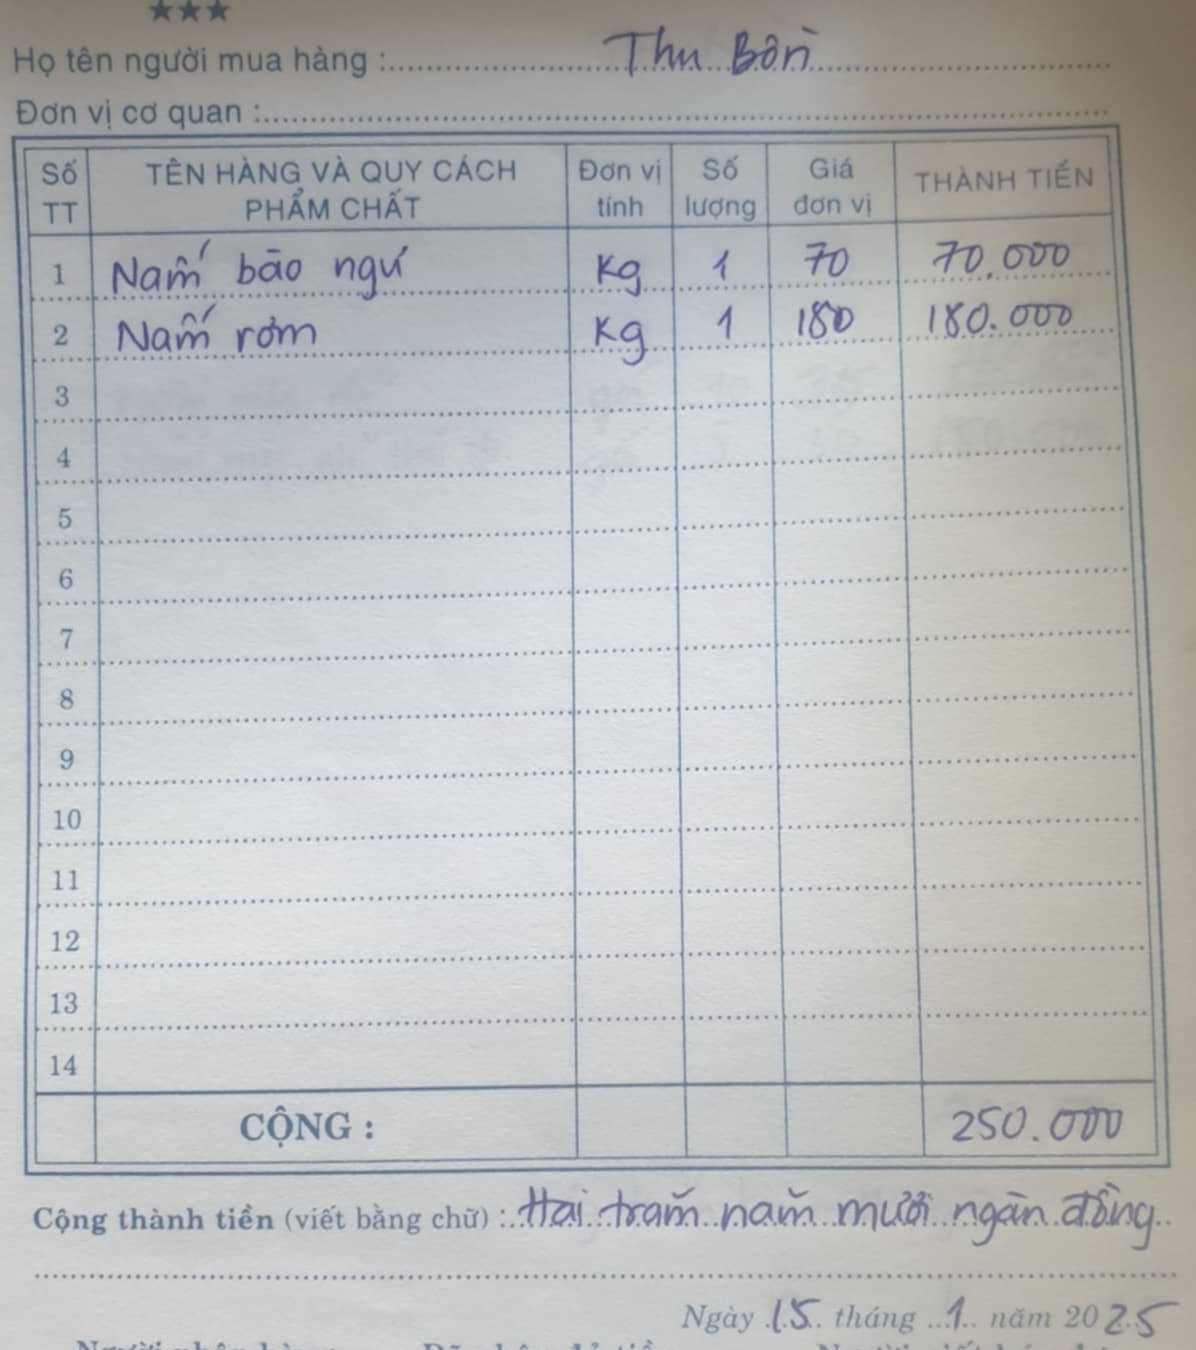 ★★★
Họ tên người mua hàng : Thu Bồn
Đơn vị cơ quan :
Số TT TÊN HÀNG VÀ QUY CÁCH PHẨM CHẤT Đơn vị tính Số lượng Giá đơn vị THÀNH TIỀN
1 Nấm bào ngư Kg 1 70 70.000
2 Nấm rơm Kg 1 180 180.000
3
4
5
6
7
8
9
10
11
12
13
14
CỘNG : 250.000
Cộng thành tiền (viết bằng chữ) : Hai trăm năm mươi ngàn đồng
Ngày 15 tháng 1 năm 2025